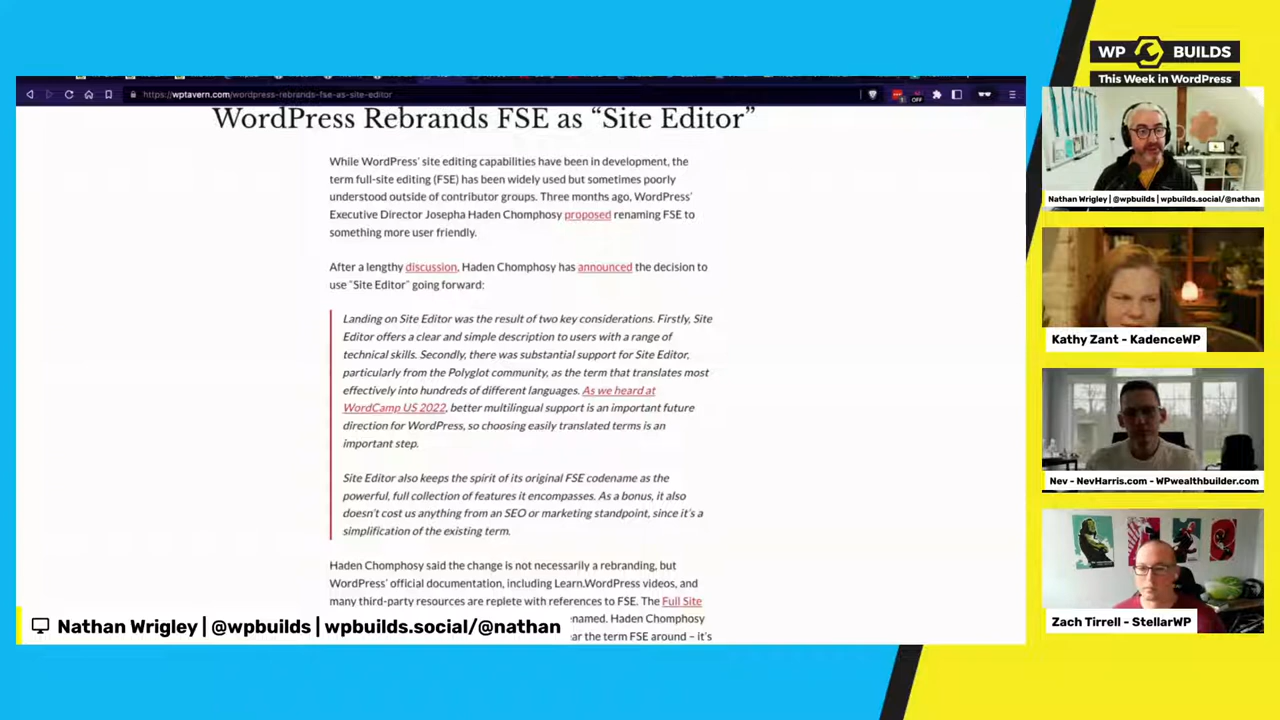 WP BUILDS
This Week in WordPress
https://wptavern.com/wordpress-rebrands-fse-as-site-editor
OFF
WordPress Rebrands FSE as “Site Editor”
While WordPress’ site editing capabilities have been in development, the
term full-site editing (FSE) has been widely used but sometimes poorly
understood outside of contributor groups. Three months ago, WordPress’
Executive Director Josepha Haden Chomphosy proposed renaming FSE to
something more user friendly.
After a lengthy discussion, Haden Chomphosy has announced the decision to
use “Site Editor” going forward:
Landing on Site Editor was the result of two key considerations. Firstly, Site
Editor offers a clear and simple description to users with a range of
technical skills. Secondly, there was substantial support for Site Editor,
particularly from the Polyglot community, as the term that translates most
effectively into hundreds of different languages. As we heard at
WordCamp US 2022, better multilingual support is an important future
direction for WordPress, so choosing easily translated terms is an
important step.
Site Editor also keeps the spirit of its original FSE codename as the
powerful, full collection of features it encompasses. As a bonus, it also
doesn’t cost us anything from an SEO or marketing standpoint, since it’s a
simplification of the existing term.
Haden Chomphosy said the change is not necessarily a rebranding, but
WordPress’ official documentation, including Learn.WordPress videos, and
many third-party resources are replete with references to FSE. The Full Site
enamed. Haden Chomphosy
ar the term FSE around – it’s
Nathan Wrigley | @wpbuilds | wpbuilds.social/@nathan
Nathan Wrigley | @wpbuilds | wpbuilds.social/@nathan
Kathy Zant - KadenceWP
Nev - NevHarris.com - WPwealthbuilder.com
Zach Tirrell - StellarWP